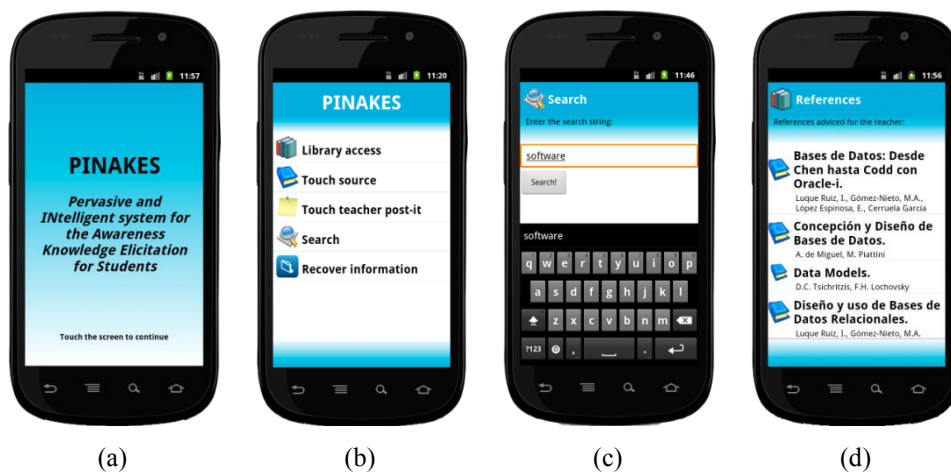 11:57
PINAKES
Pervasive and
INtelligent system for
the Awareness
Knowledge Elicitation
for Students
Touch the screen to continue
(a)
11:20
PINAKES
Library access
Touch source
Touch teacher post-it
Search
Recover information
(b)
11:46
Search
Enter the search string:
software
Search!
software
q w e r t y u i o p
a s d f g h j k l
z x c v b n m
?123 , .
(c)
11:56
References
References adviced for the teacher:
Bases de Datos: Desde
Chen hasta Codd con
Oracle-i.
Luque Ruiz, I., Gómez-Nieto, M.A.,
López Espinosa, E., Cerruela García
Concepción y Diseño de
Bases de Datos.
A. de Miguel, M. Piattini
Data Models.
D.C. Tsichritzis, F.H. Lochovsky
Diseño y uso de Bases de
Datos Relacionales.
Luque Ruiz, I., Gómez-Nieto, M.A.
(d)